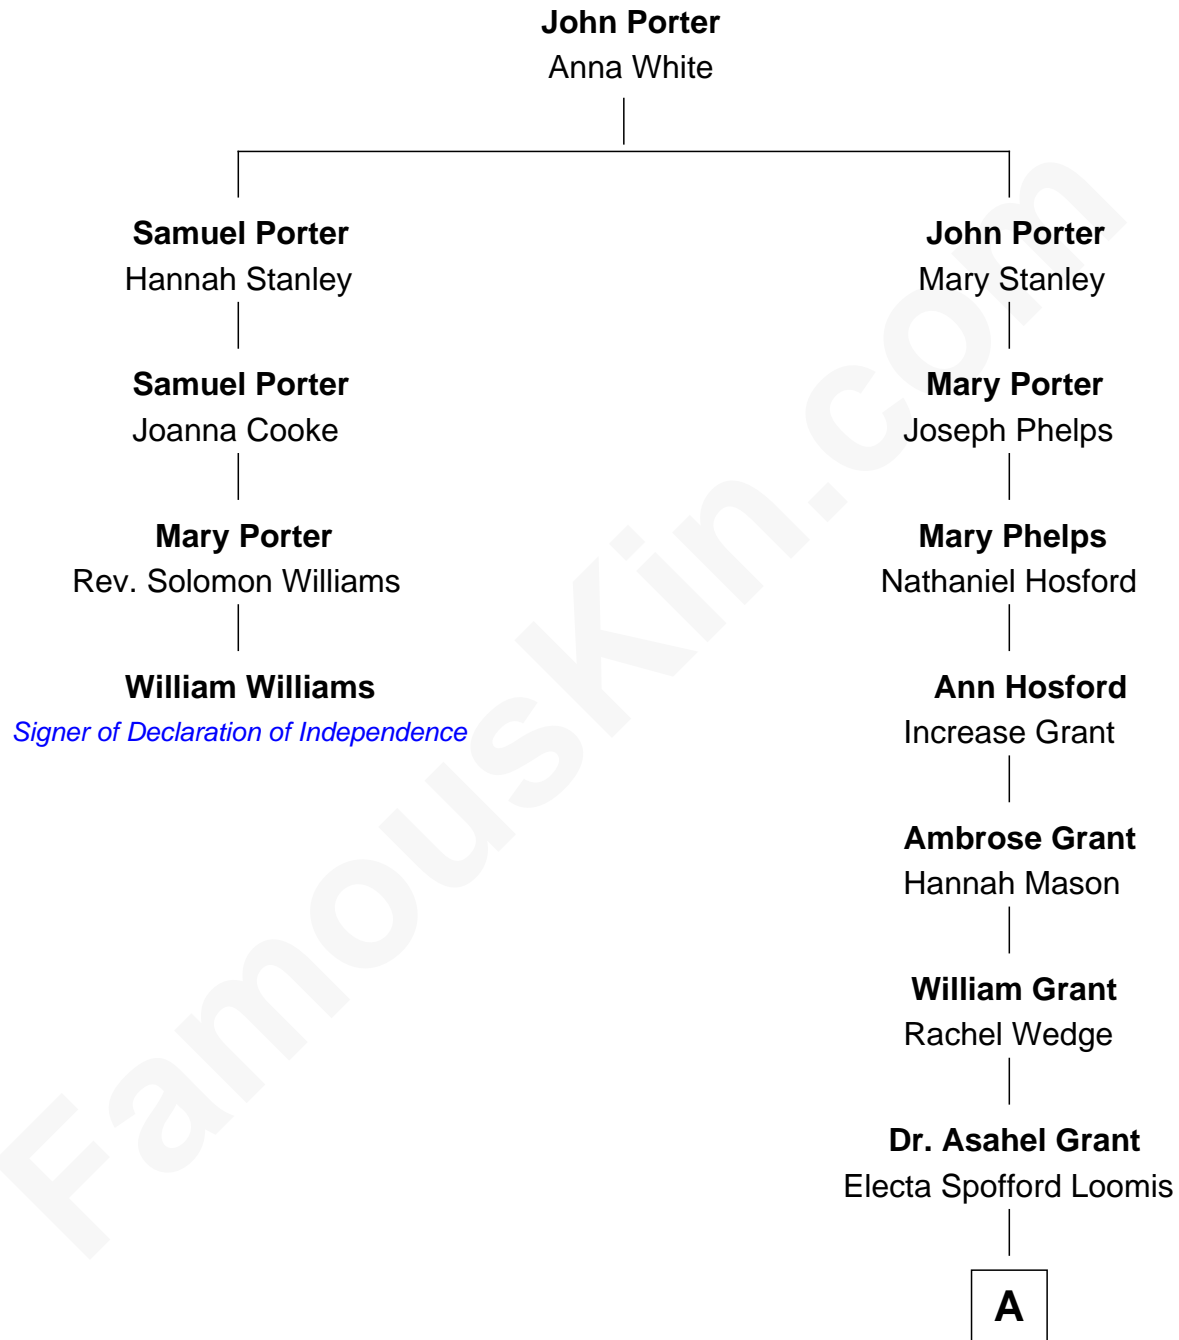 John Porter
Anna White
Samuel Porter
Hannah Stanley
John Porter
Mary Stanley
Samuel Porter
Joanna Cooke
Mary Porter
Joseph Phelps
Mary Porter
Rev. Solomon Williams
Mary Phelps
Nathaniel Hosford
William Williams
Signer of Declaration of Independence
Ann Hosford
Increase Grant
Ambrose Grant
Hannah Mason
William Grant
Rachel Wedge
Dr. Asahel Grant
Electa Spofford Loomis
A
FamousKin.com